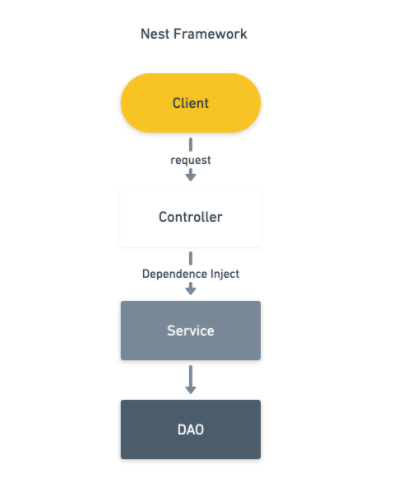 Nest Framework
Client
request
Controller
Dependence Inject
Service
DAO